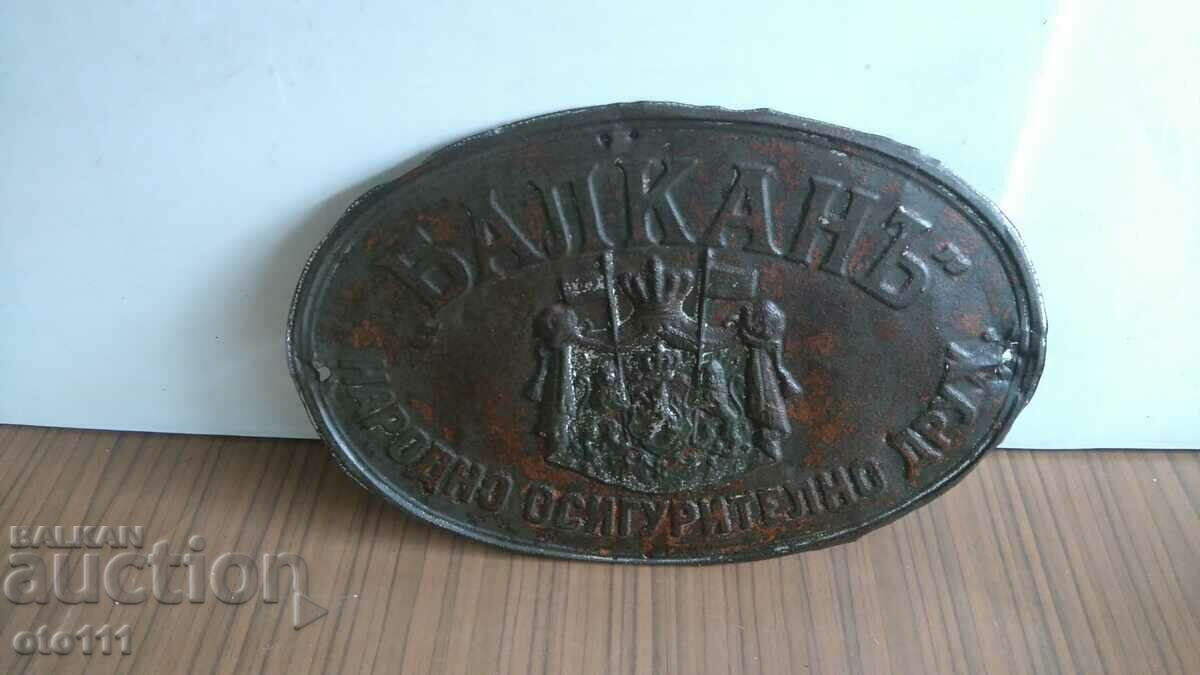 „БАЛКАНЪ"
НАРОДНО ОСИГУРИТЕЛНО ДРУЖ.
BALKAN
auction
oto111